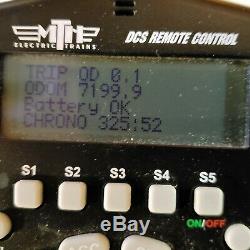 MTH
ELECTRIC TRAINS
DCS REMOTE CONTROL
TRIP OD 0.1
ODOM 7199.9
Battery OK
CHRONO 325:52
S1 S2 S3 S4 S5
ON/OFF